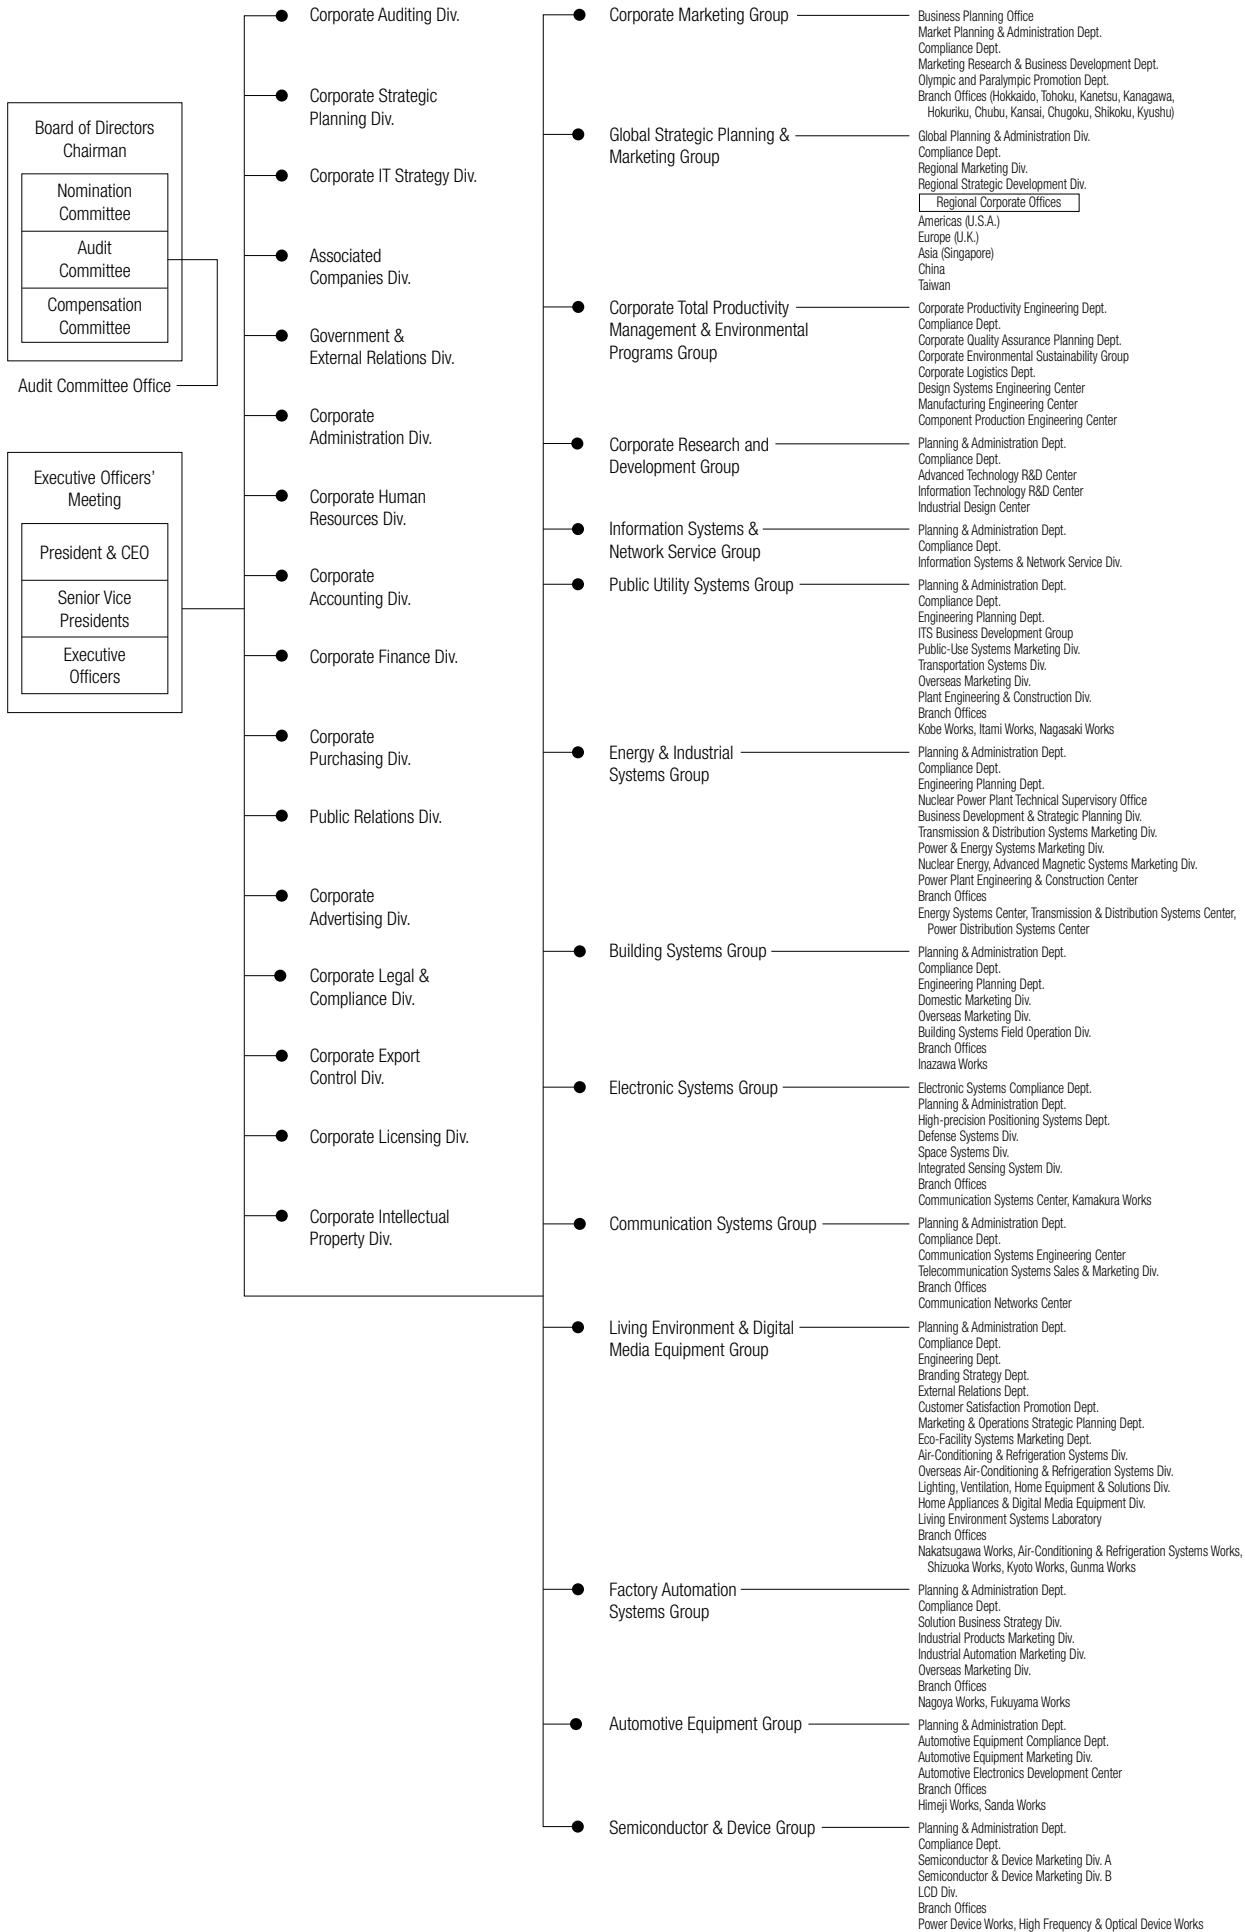 Board of Directors
Chairman
Nomination
Committee
Audit
Committee
Compensation
Committee
Audit Committee Office
Executive Officers'
Meeting
President & CEO
Senior Vice
Presidents
Executive
Officers
Corporate Auditing Div.
Corporate Strategic
Planning Div.
Corporate IT Strategy Div.
Associated
Companies Div.
Government &
External Relations Div.
Corporate
Administration Div.
Corporate Human
Resources Div.
Corporate
Accounting Div.
Corporate Finance Div.
Corporate
Purchasing Div.
Public Relations Div.
Corporate
Advertising Div.
Corporate Legal &
Compliance Div.
Corporate Export
Control Div.
Corporate Licensing Div.
Corporate Intellectual
Property Div.
Corporate Marketing Group
Business Planning Office
Market Planning & Administration Dept.
Compliance Dept.
Marketing Research & Business Development Dept.
Olympic and Paralympic Promotion Dept.
Branch Offices (Hokkaido, Tohoku, Kanetsu, Kanagawa,
Hokuriku, Chubu, Kansai, Chugoku, Shikoku, Kyushu)
Global Strategic Planning &
Marketing Group
Global Planning & Administration Div.
Compliance Dept.
Regional Marketing Div.
Regional Strategic Development Div.
Regional Corporate Offices
Americas (U.S.A.)
Europe (U.K.)
Asia (Singapore)
China
Taiwan
Corporate Total Productivity
Management & Environmental
Programs Group
Corporate Productivity Engineering Dept.
Compliance Dept.
Corporate Quality Assurance Planning Dept.
Corporate Environmental Sustainability Group
Corporate Logistics Dept.
Design Systems Engineering Center
Manufacturing Engineering Center
Component Production Engineering Center
Corporate Research and
Development Group
Planning & Administration Dept.
Compliance Dept.
Advanced Technology R&D Center
Information Technology R&D Center
Industrial Design Center
Information Systems &
Network Service Group
Planning & Administration Dept.
Compliance Dept.
Information Systems & Network Service Div.
Public Utility Systems Group
Planning & Administration Dept.
Compliance Dept.
Engineering Planning Dept.
ITS Business Development Group
Public-Use Systems Marketing Div.
Transportation Systems Div.
Overseas Marketing Div.
Plant Engineering & Construction Div.
Branch Offices
Kobe Works, Itami Works, Nagasaki Works
Energy & Industrial
Systems Group
Planning & Administration Dept.
Compliance Dept.
Engineering Planning Dept.
Nuclear Power Plant Technical Supervisory Office
Business Development & Strategic Planning Div.
Transmission & Distribution Systems Marketing Div.
Power & Energy Systems Marketing Div.
Nuclear Energy, Advanced Magnetic Systems Marketing Div.
Power Plant Engineering & Construction Center
Branch Offices
Energy Systems Center, Transmission & Distribution Systems Center,
Power Distribution Systems Center
Building Systems Group
Planning & Administration Dept.
Compliance Dept.
Engineering Planning Dept.
Domestic Marketing Div.
Overseas Marketing Div.
Building Systems Field Operation Div.
Branch Offices
Inazawa Works
Electronic Systems Group
Electronic Systems Compliance Dept.
Planning & Administration Dept.
High-precision Positioning Systems Dept.
Defense Systems Div.
Space Systems Div.
Integrated Sensing System Div.
Branch Offices
Communication Systems Center, Kamakura Works
Communication Systems Group
Planning & Administration Dept.
Compliance Dept.
Communication Systems Engineering Center
Telecommunication Systems Sales & Marketing Div.
Branch Offices
Communication Networks Center
Living Environment & Digital
Media Equipment Group
Planning & Administration Dept.
Compliance Dept.
Engineering Dept.
Branding Strategy Dept.
External Relations Dept.
Customer Satisfaction Promotion Dept.
Marketing & Operations Strategic Planning Dept.
Eco-Facility Systems Marketing Dept.
Air-Conditioning & Refrigeration Systems Div.
Overseas Air-Conditioning & Refrigeration Systems Div.
Lighting, Ventilation, Home Equipment & Solutions Div.
Home Appliances & Digital Media Equipment Div.
Living Environment Systems Laboratory
Branch Offices
Nakatsugawa Works, Air-Conditioning & Refrigeration Systems Works,
Shizuoka Works, Kyoto Works, Gunma Works
Factory Automation
Systems Group
Planning & Administration Dept.
Compliance Dept.
Solution Business Strategy Div.
Industrial Products Marketing Div.
Industrial Automation Marketing Div.
Overseas Marketing Div.
Branch Offices
Nagoya Works, Fukuyama Works
Automotive Equipment Group
Planning & Administration Dept.
Automotive Equipment Compliance Dept.
Automotive Equipment Marketing Div.
Automotive Electronics Development Center
Branch Offices
Himeji Works, Sanda Works
Semiconductor & Device Group
Planning & Administration Dept.
Compliance Dept.
Semiconductor & Device Marketing Div. A
Semiconductor & Device Marketing Div. B
LCD Div.
Branch Offices
Power Device Works, High Frequency & Optical Device Works